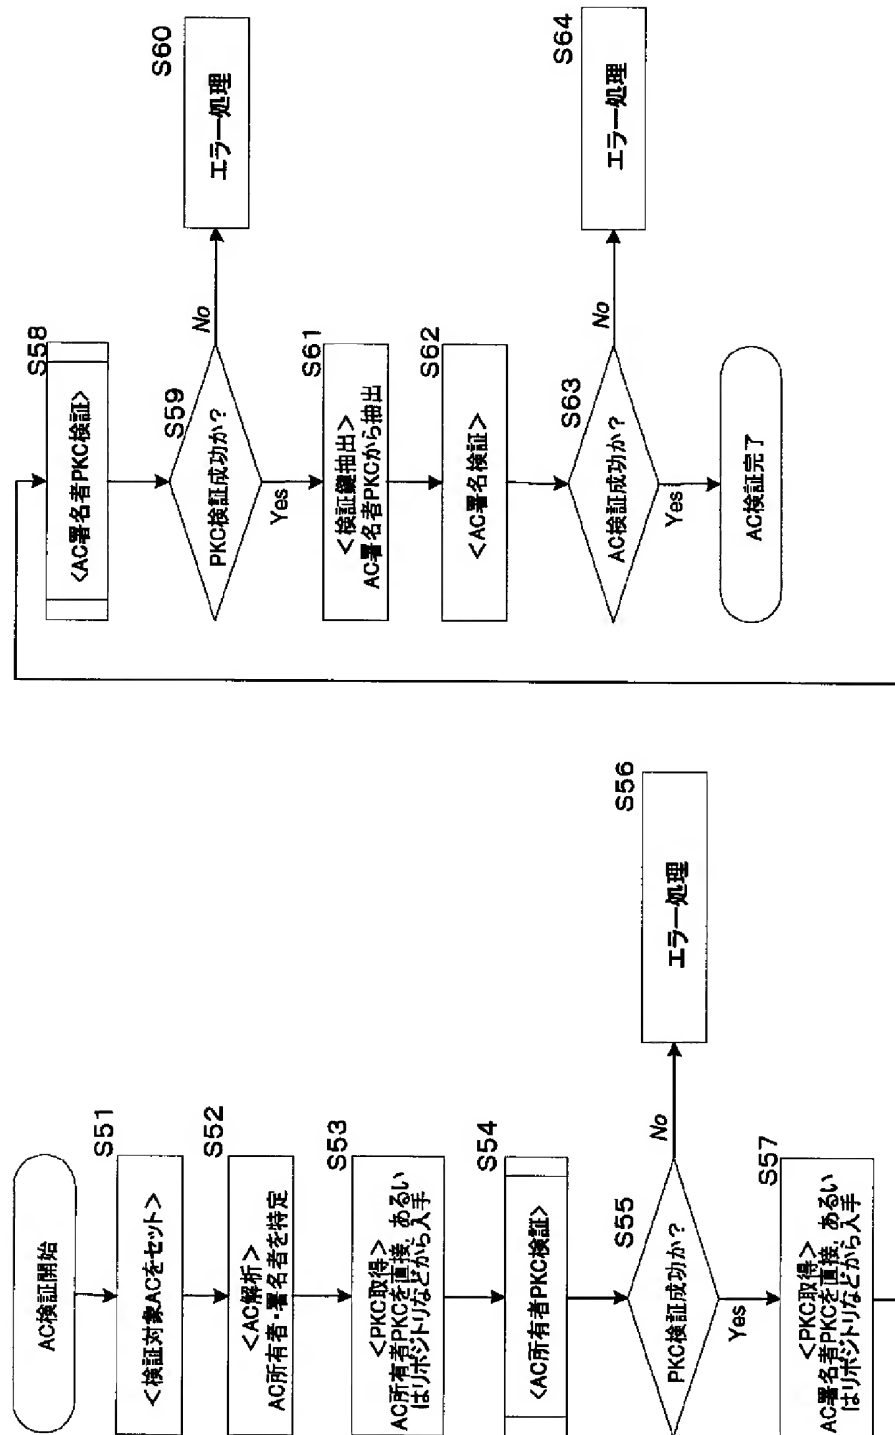 AC検証開始
S51
<検証対象ACをセット>
S52
<AC解析>
AC所有者・署名者を特定
S53
<PKC取得>
AC所有者PKCを直接、あるい
はリポジトリなどから入手
S54
<AC所有者PKC検証>
S55
PKC検証成功か?
No
S56
エラー処理
Yes
S57
<PKC取得>
AC署名者PKCを直接、あるい
はリポジトリなどから入手
S58
<AC署名者PKC検証>
S59
PKC検証成功か?
No
S60
エラー処理
Yes
S61
<検証鍵抽出>
AC署名者PKCから抽出
S62
<AC署名検証>
S63
AC検証成功か?
No
S64
エラー処理
Yes
AC検証完了